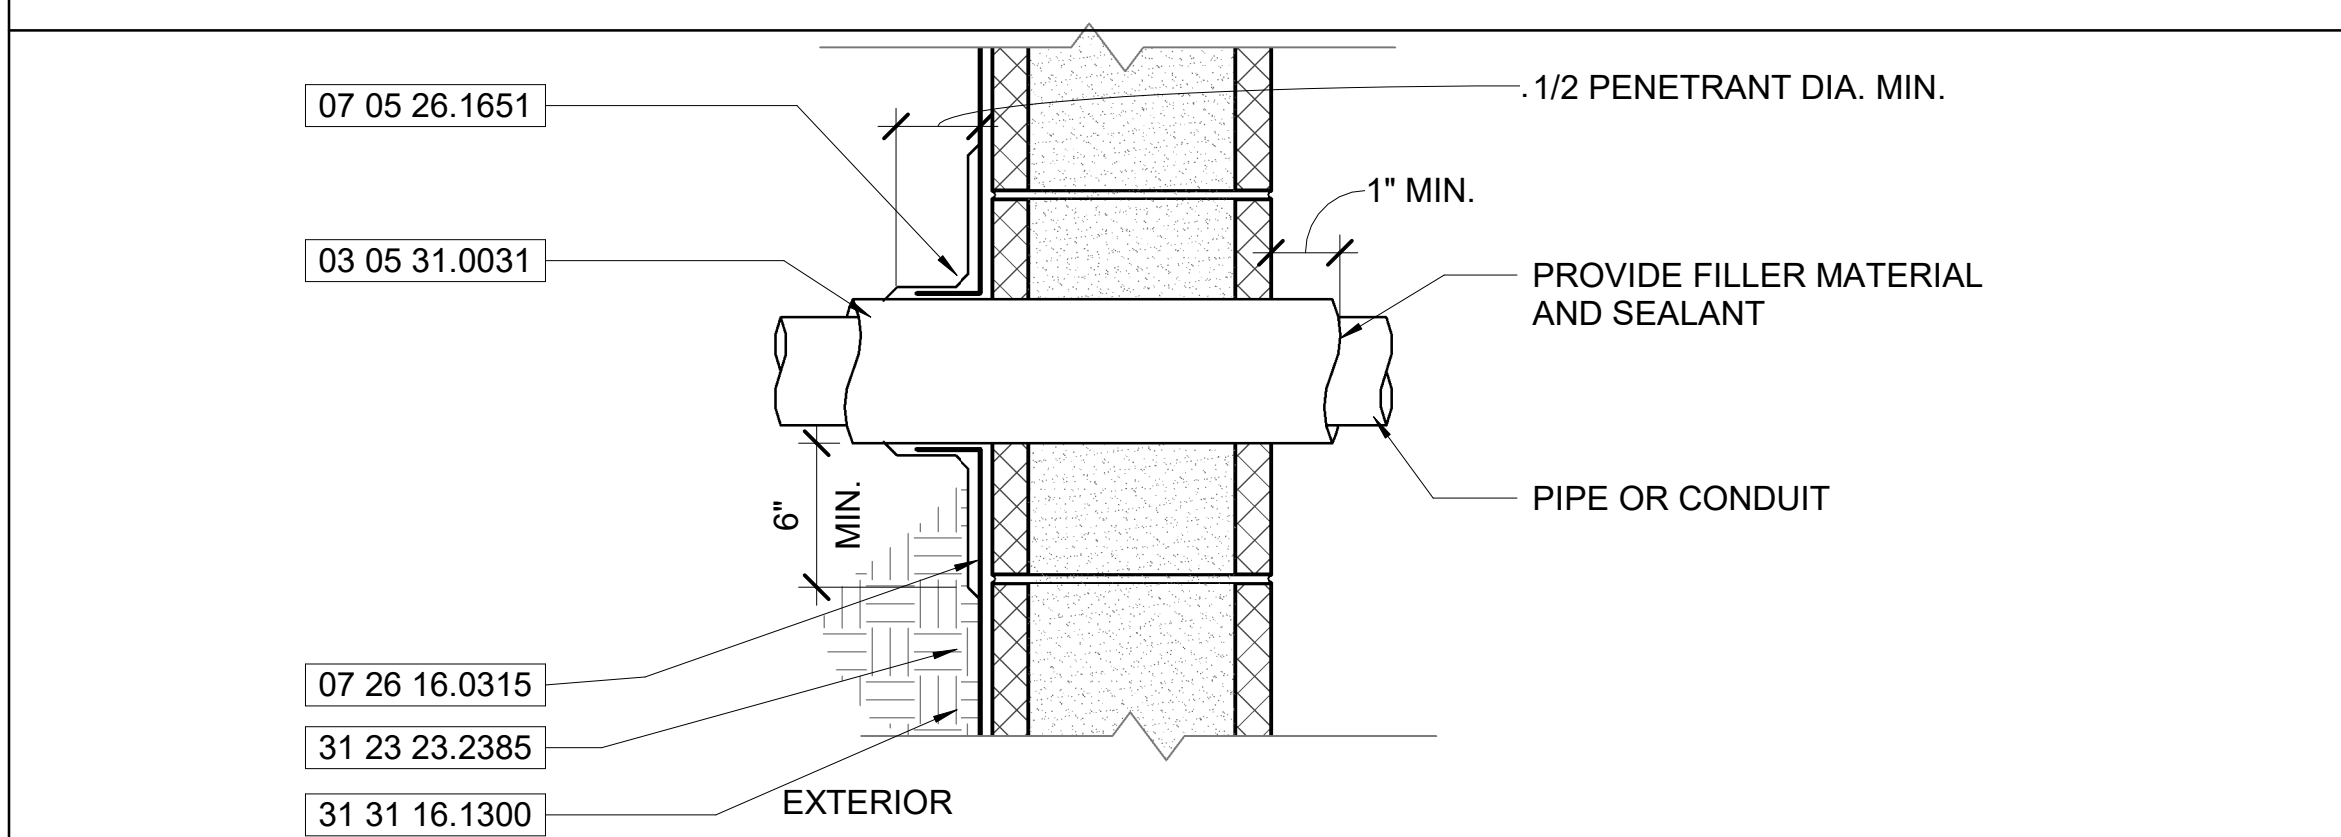 07 05 26.1651
.1/2 PENETRANT DIA. MIN.
1" MIN.
03 05 31.0031
PROVIDE FILLER MATERIAL
AND SEALANT
6"
MIN.
PIPE OR CONDUIT
07 26 16.0315
31 23 23.2385
31 31 16.1300
EXTERIOR